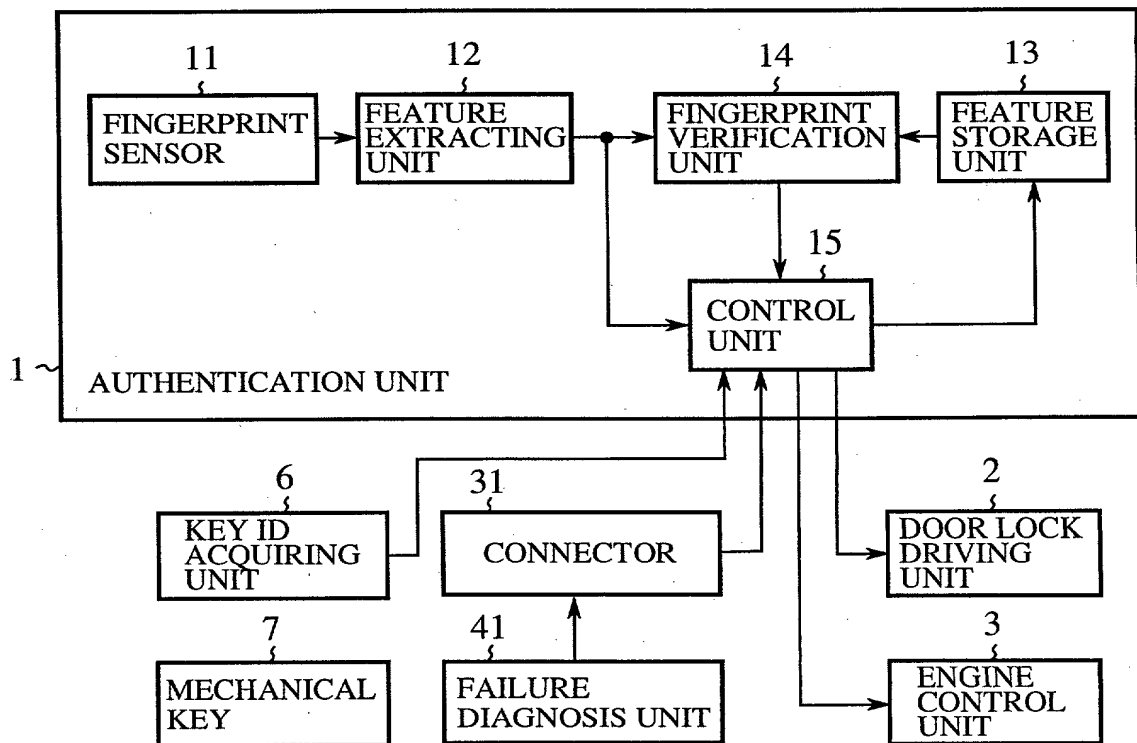 11
FINGERPRINT
SENSOR
12
FEATURE
EXTRACTING
UNIT
14
FINGERPRINT
VERIFICATION
UNIT
13
FEATURE
STORAGE
UNIT
15
CONTROL
UNIT
1
AUTHENTICATION UNIT
6
KEY ID
ACQUIRING
UNIT
31
CONNECTOR
2
DOOR LOCK
DRIVING
UNIT
7
MECHANICAL
KEY
41
FAILURE
DIAGNOSIS UNIT
3
ENGINE
CONTROL
UNIT